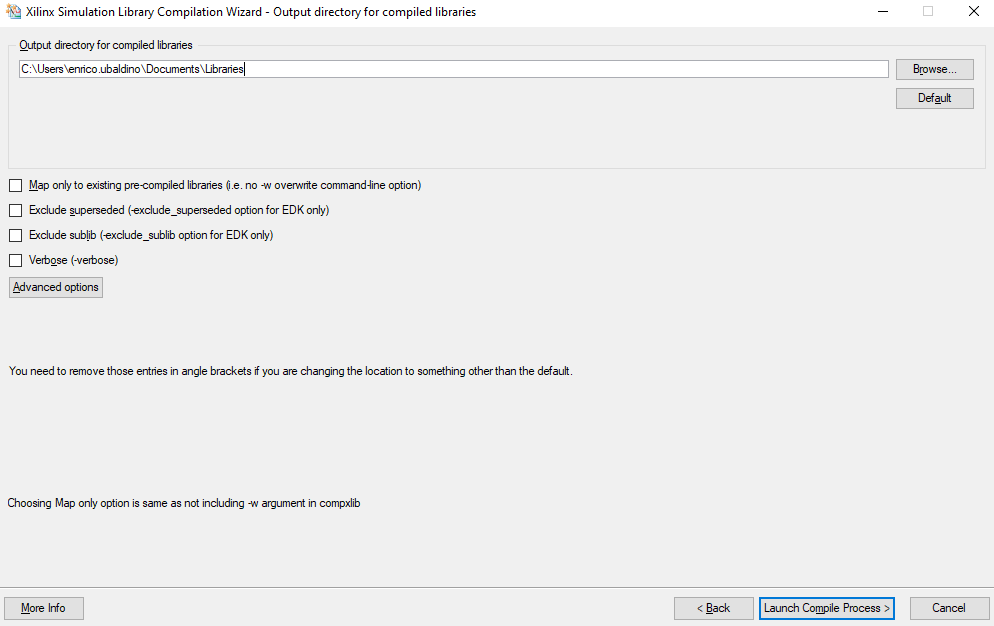 Xilinx Simulation Library Compilation Wizard - Output directory for compiled libraries
Output directory for compiled libraries
C:\Users\enrico.ubaldino\Documents\Libraries
Browse...
Default
Map only to existing pre-compiled libraries (i.e. no -w overwrite command-line option)
Exclude superseded (-exclude_superseded option for EDK only)
Exclude sublib (-exclude_sublib option for EDK only)
Verbose (-verbose)
Advanced options
You need to remove those entries in angle brackets if you are changing the location to something other than the default.
Choosing Map only option is same as not including -w argument in compxlib
More Info
< Back
Launch Compile Process >
Cancel